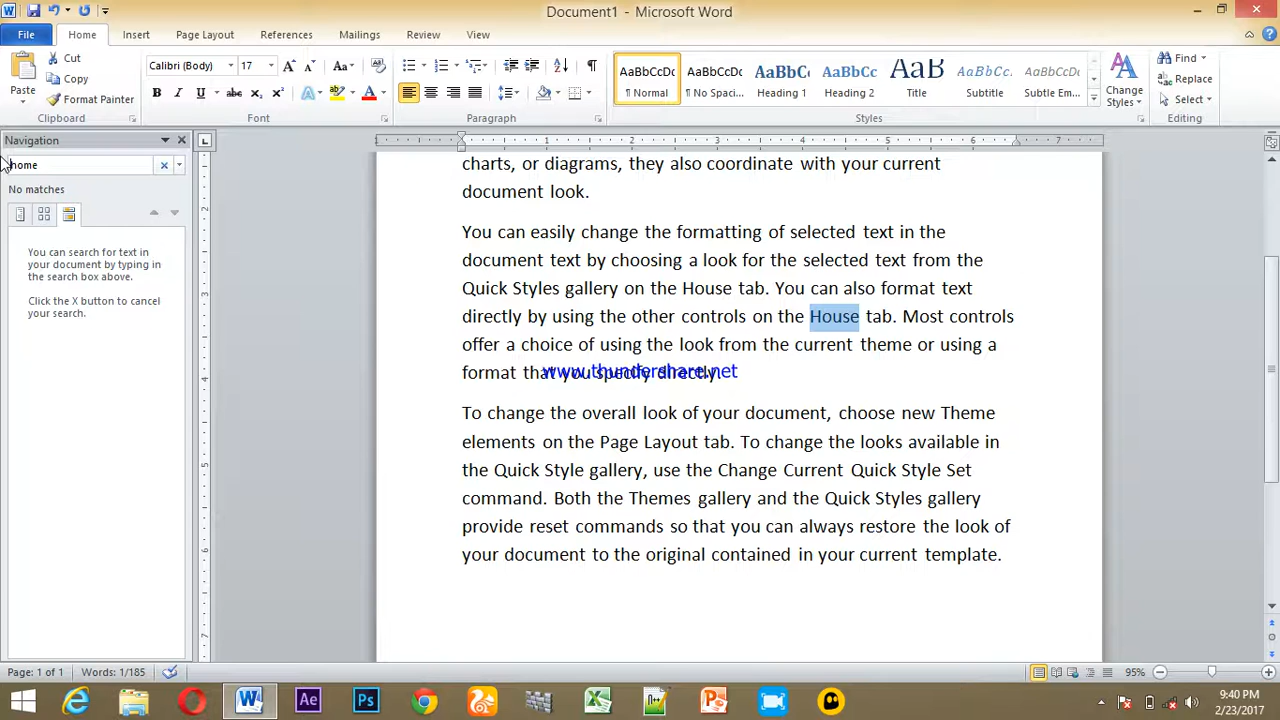 Document1 - Microsoft Word
File Home Insert Page Layout References Mailings Review View
Paste
Cut
Copy
Format Painter
Clipboard
Calibri (Body) 17
Font
Paragraph
AaBbCcDc AaBbCcDc AaBbCc AaBbCc AaB AaBbCc. AaBbCcDc
¶ Normal ¶ No Spaci... Heading 1 Heading 2 Title Subtitle Subtle Em...
Change Styles
Styles
Find
Replace
Select
Editing
Navigation
home
No matches
You can search for text in
your document by typing in
the search box above.
Click the X button to cancel
your search.
charts, or diagrams, they also coordinate with your current
document look.
You can easily change the formatting of selected text in the
document text by choosing a look for the selected text from the
Quick Styles gallery on the House tab. You can also format text
directly by using the other controls on the House tab. Most controls
offer a choice of using the look from the current theme or using a
format that you specify directly.
www.thundershare.net
To change the overall look of your document, choose new Theme
elements on the Page Layout tab. To change the looks available in
the Quick Style gallery, use the Change Current Quick Style Set
command. Both the Themes gallery and the Quick Styles gallery
provide reset commands so that you can always restore the look of
your document to the original contained in your current template.
Page: 1 of 1 Words: 1/185
95%
9:40 PM
2/23/2017